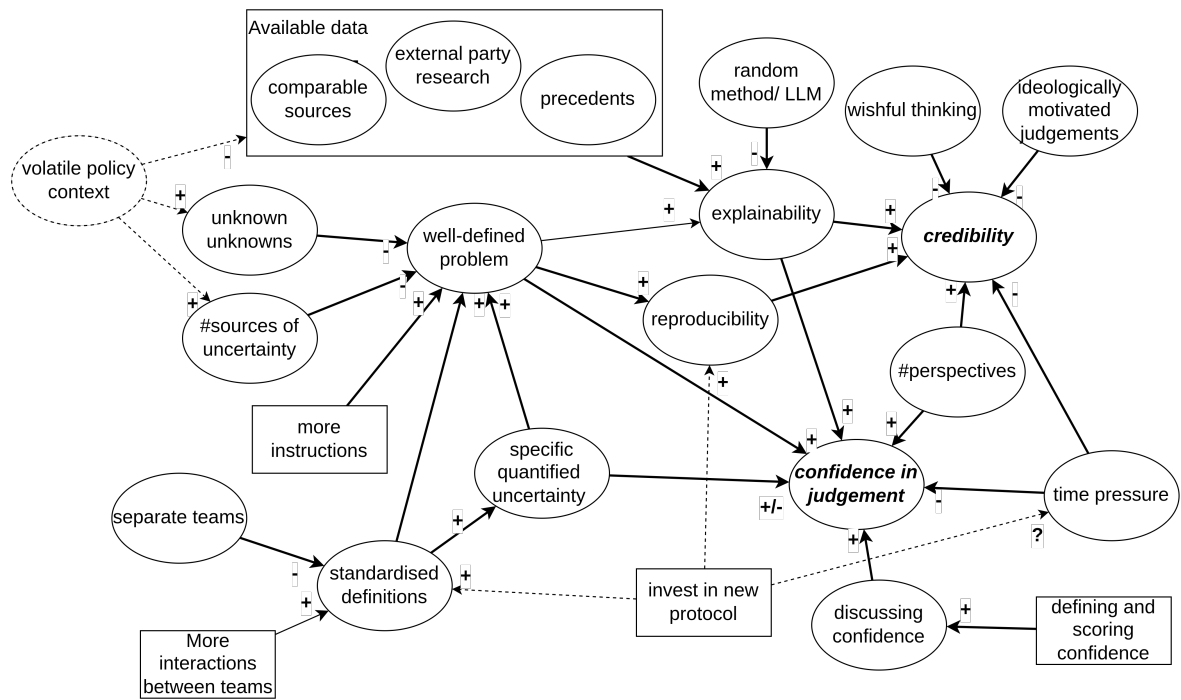 Available data
external party
research
comparable
sources
precedents
-
random
method/ LLM
wishful thinking
ideologically
motivated
judgements
volatile policy
context
-
+
+
unknown
unknowns
-
#sources of
uncertainty
-
well-defined
problem
+
+
+
+
+
-
explainability
+
+
-
-
credibility
+
reproducibility
+
-
#perspectives
+
+
+
more
instructions
specific
quantified
uncertainty
+/-
confidence in
judgement
-
time pressure
?
separate teams
-
+
standardised
definitions
+
+
+
invest in new
protocol
+
discussing
confidence
+
defining and
scoring
confidence
More
interactions
between teams